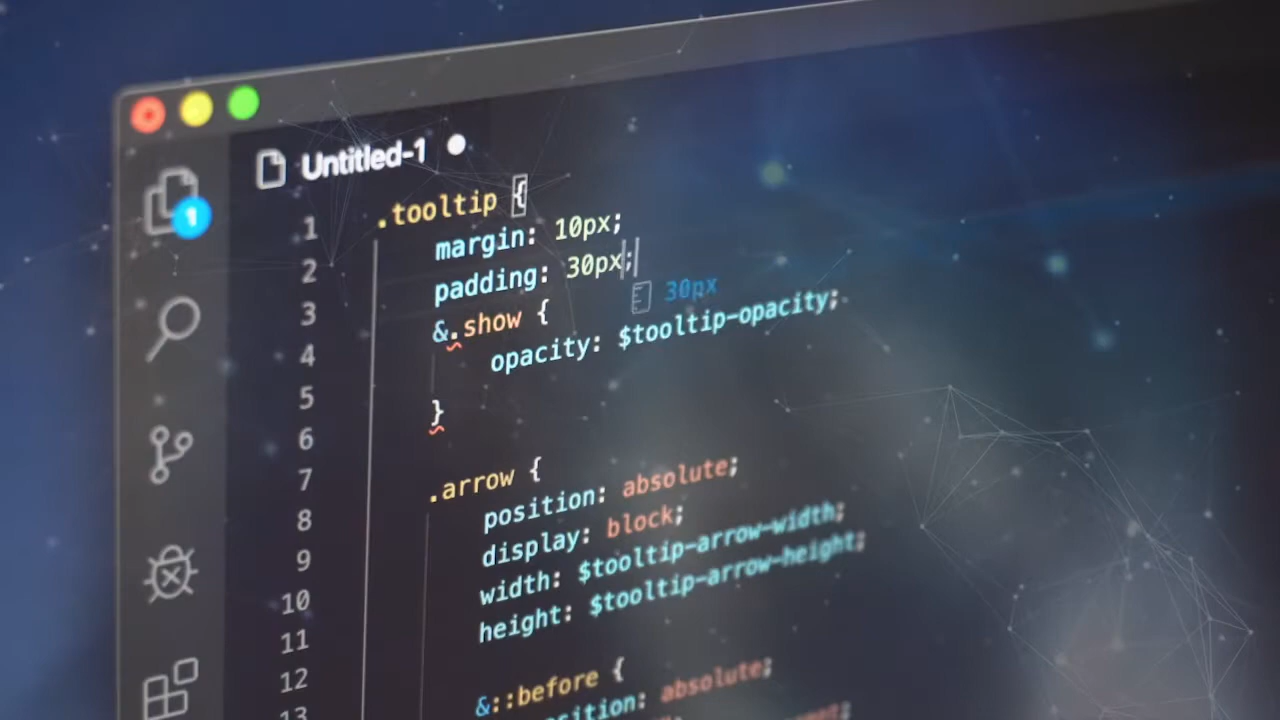 Untitled-1
1
1 .tooltip {
2 margin: 10px;
3 padding: 30px;
30px
4 &.show {
5 opacity: $tooltip-opacity;
6 }
7
8 .arrow {
9 position: absolute;
10 display: block;
11 width: $tooltip-arrow-width;
12 height: $tooltip-arrow-height;
13
&::before {
position: absolute;